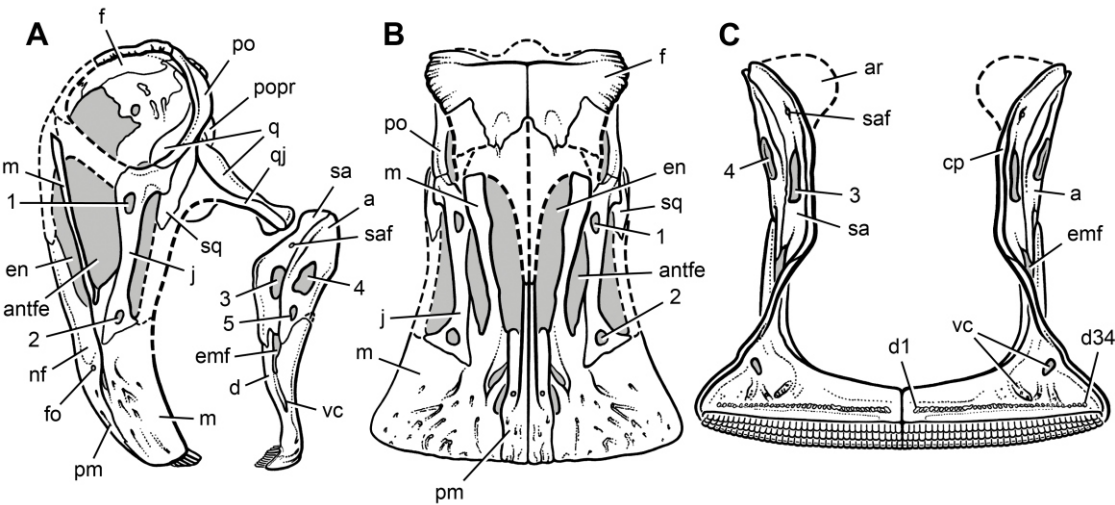 A
f
po
popr
q
qj
m
1
sq
en
antfe
j
2
nf
fo
m
pm
sa
a
saf
3
4
5
emf
d
vc
B
f
po
m
en
sq
1
antfe
j
2
m
pm
C
ar
saf
4
cp
3
a
sa
emf
vc
d1
d34